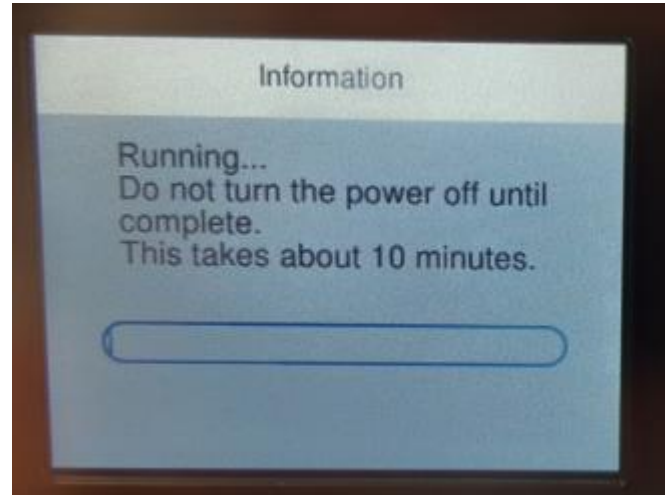 Information
Running...
Do not turn the power off until
complete.
This takes about 10 minutes.